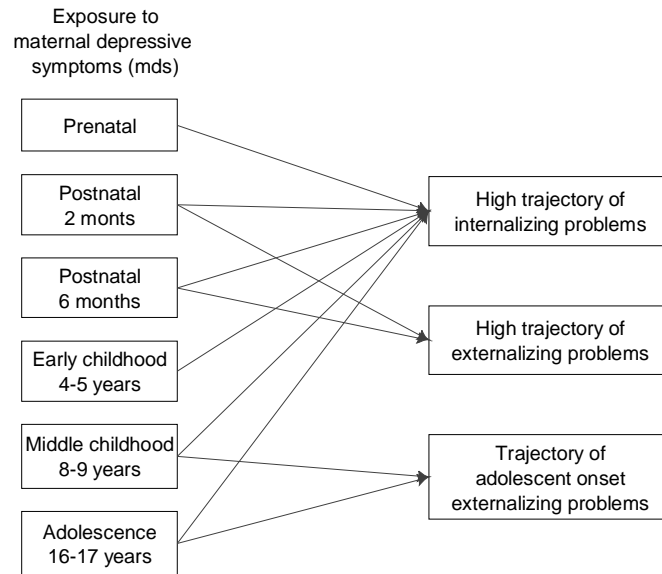 Exposure to
maternal depressive
symptoms (mds)
Prenatal
Postnatal
2 monts
Postnatal
6 months
Early childhood
4-5 years
Middle childhood
8-9 years
Adolescence
16-17 years
High trajectory of
internalizing problems
High trajectory of
externalizing problems
Trajectory of
adolescent onset
externalizing problems